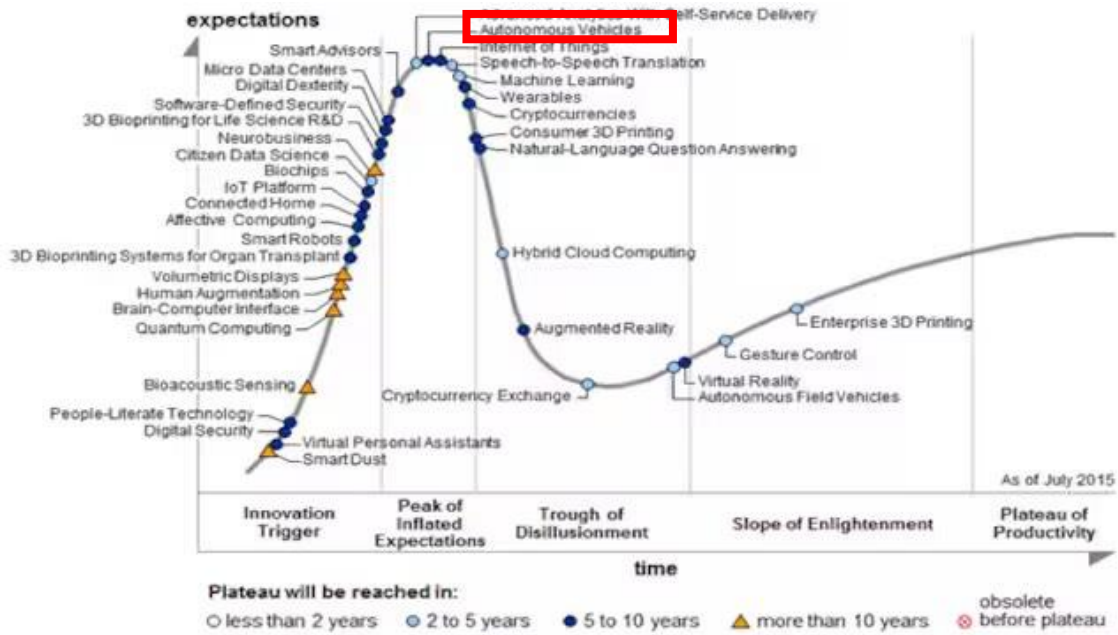 expectations
Advanced Analytics With Self-Service Delivery
Autonomous Vehicles
Internet of Things
Speech-to-Speech Translation
Machine Learning
Wearables
Cryptocurrencies
Consumer 3D Printing
Natural-Language Question Answering
Smart Advisors
Micro Data Centers
Digital Dexterity
Software-Defined Security
3D Bioprinting for Life Science R&D
Neurobusiness
Citizen Data Science
Biochips
IoT Platform
Connected Home
Affective Computing
Smart Robots
3D Bioprinting Systems for Organ Transplant
Volumetric Displays
Human Augmentation
Brain-Computer Interface
Quantum Computing
Bioacoustic Sensing
People-Literate Technology
Digital Security
Virtual Personal Assistants
Smart Dust
Hybrid Cloud Computing
Augmented Reality
Cryptocurrency Exchange
Enterprise 3D Printing
Gesture Control
Virtual Reality
Autonomous Field Vehicles
As of July 2015
Innovation
Trigger
Peak of
Inflated
Expectations
Trough of
Disillusionment
Slope of Enlightenment
Plateau of
Productivity
time
Plateau will be reached in:
less than 2 years
2 to 5 years
5 to 10 years
more than 10 years
obsolete
before plateau